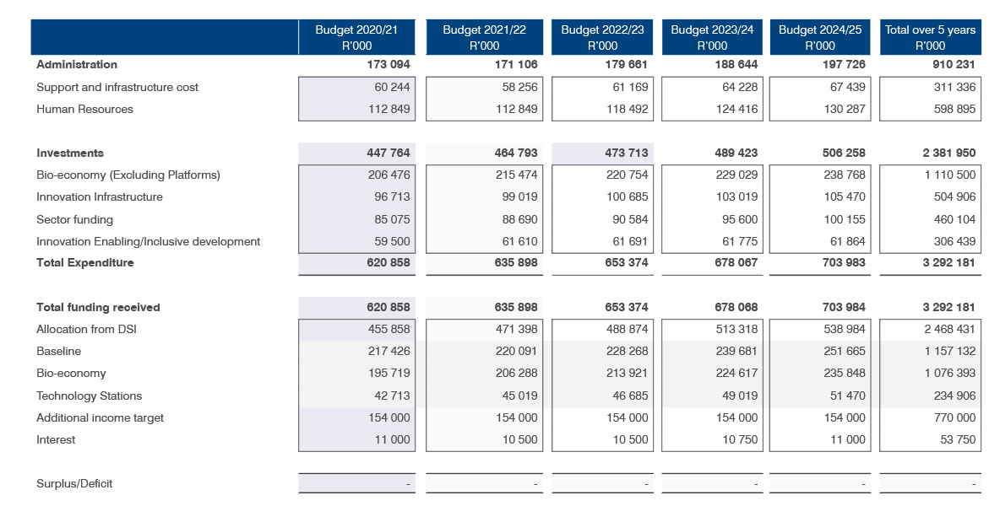 Budget 2020/21 Budget 2021/22 Budget 2022/23 Budget 2023/24 Budget 2024/25 Total over 5 years
R'000 R'000 R'000 R'000 R'000 R'000
Administration 173 094 171 106 179 661 188 644 197 726 910 231
Support and infrastructure cost 60 244 58 256 61 169 64 228 67 439 311 336
Human Resources 112 849 112 849 118 492 124 416 130 287 598 895
Investments 447 764 464 793 473 713 489 423 506 258 2 381 950
Bio-economy (Excluding Platforms) 206 476 215 474 220 754 229 029 238 768 1 110 500
Innovation Infrastructure 96 713 99 019 100 685 103 019 105 470 504 906
Sector funding 85 075 88 690 90 584 95 600 100 155 460 104
Innovation Enabling/Inclusive development 59 500 61 610 61 691 61 775 61 864 306 439
Total Expenditure 620 858 635 898 653 374 678 067 703 983 3 292 181
Total funding received 620 858 635 898 653 374 678 068 703 984 3 292 181
Allocation from DSI 455 858 471 398 488 874 513 318 538 984 2 468 431
Baseline 217 426 220 091 228 268 239 681 251 665 1 157 132
Bio-economy 195 719 206 288 213 921 224 617 235 848 1 076 393
Technology Stations 42 713 45 019 46 685 49 019 51 470 234 906
Additional income target 154 000 154 000 154 000 154 000 154 000 770 000
Interest 11 000 10 500 10 500 10 750 11 000 53 750
Surplus/Deficit - - - - - -